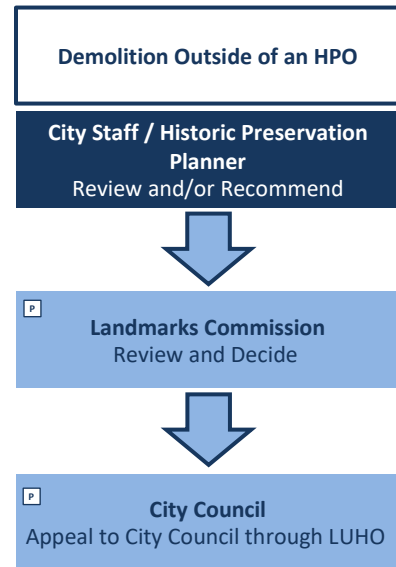 Demolition Outside of an HPO
City Staff / Historic Preservation
Planner
Review and/or Recommend
P
Landmarks Commission
Review and Decide
P
City Council
Appeal to City Council through LUHO